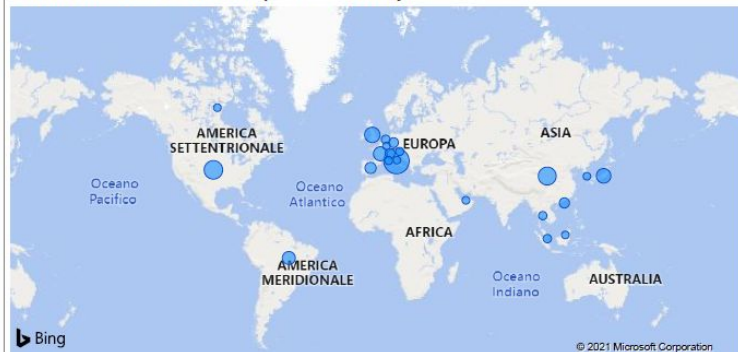 AMERICA
SETTENTRIONALE
EUROPA
ASIA
Oceano
Pacifico
Oceano
Atlantico
AFRICA
AMERICA
MERIDIONALE
Oceano
Indiano
AUSTRALIA
Bing
© 2021 Microsoft Corporation